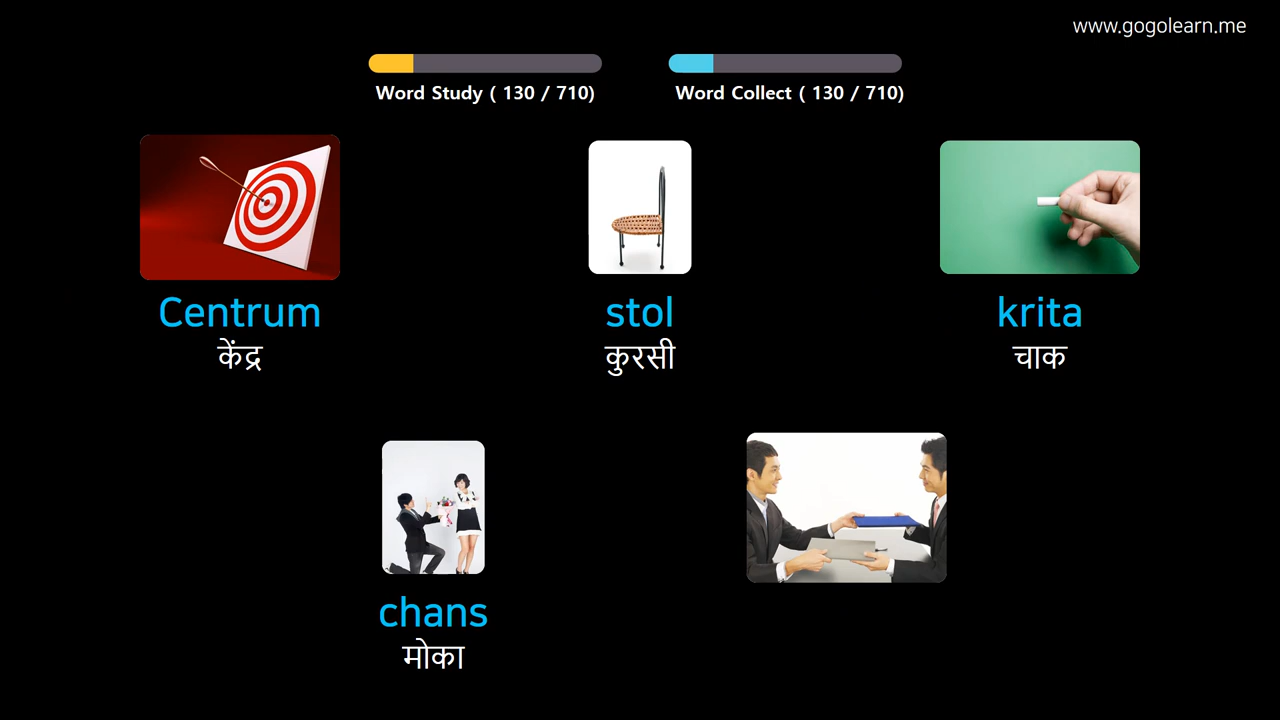 www.gogolearn.me
Word Study ( 130 / 710)
Word Collect ( 130 / 710)
Centrum
केंद्र
stol
कुरसी
krita
चाक
chans
मोका